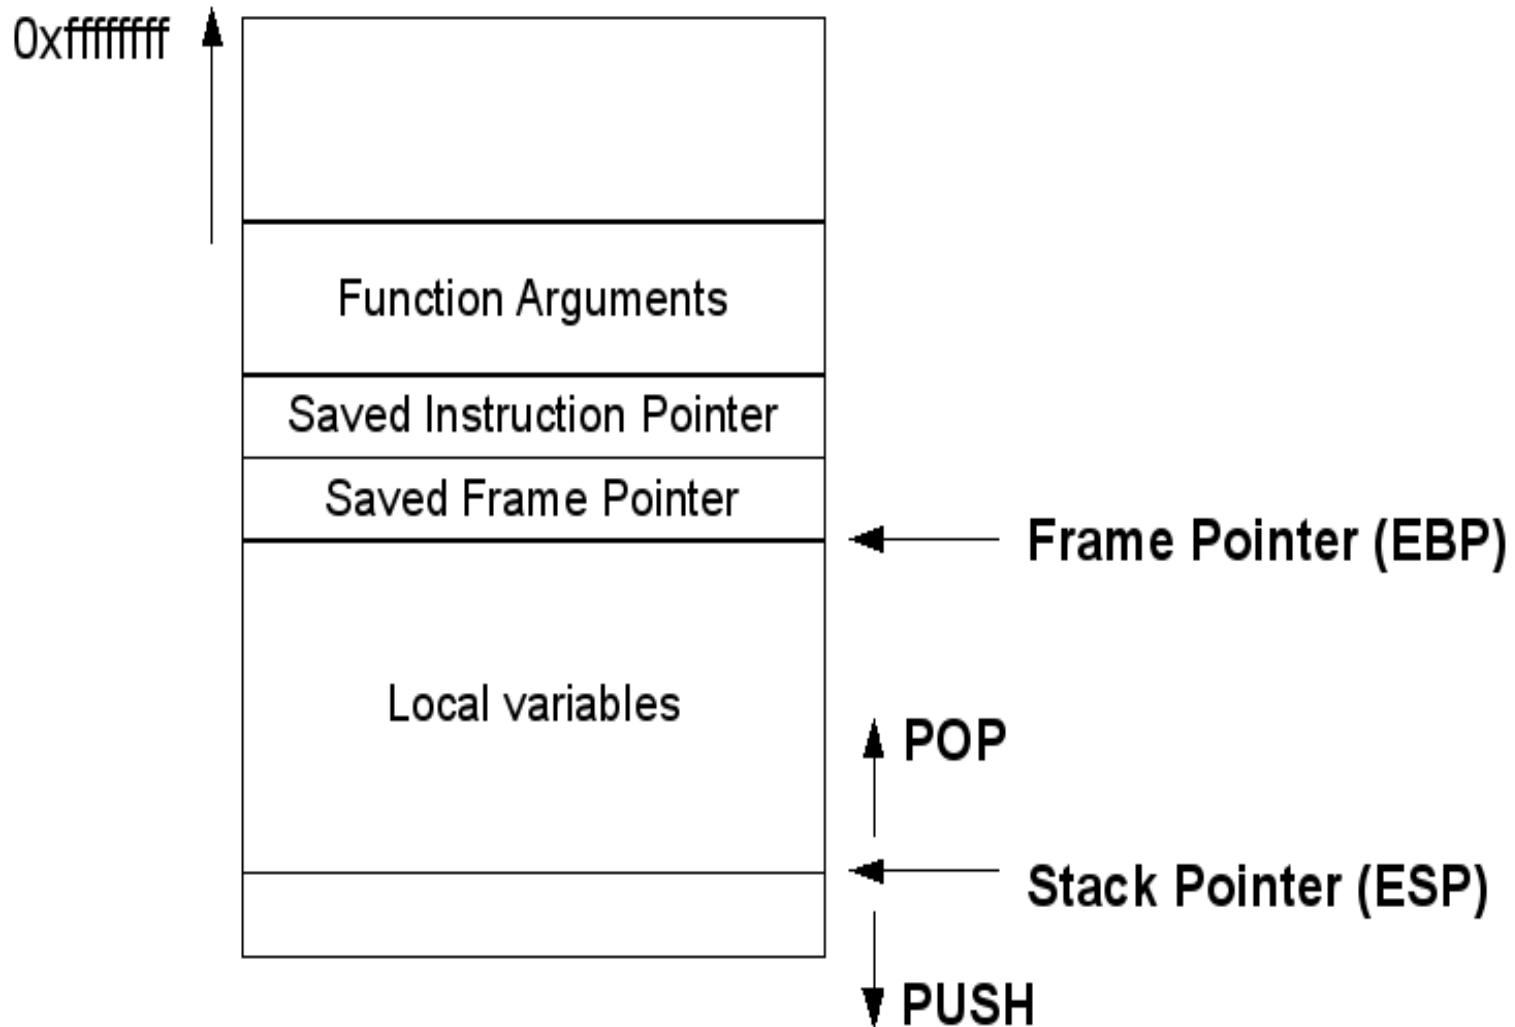 0xffffffff
Function Arguments
Saved Instruction Pointer
Saved Frame Pointer
Frame Pointer (EBP)
Local variables
POP
Stack Pointer (ESP)
PUSH